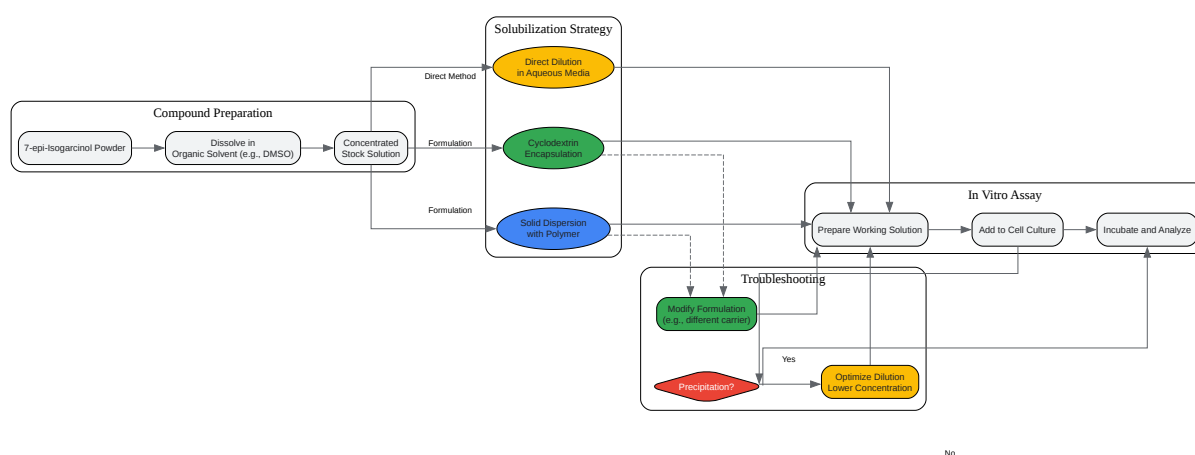 Solubilization Strategy
Direct Dilution
in Aqueous Media
Direct Method
Compound Preparation
7-epi-Isogarcinol Powder
Dissolve in
Organic Solvent (e.g., DMSO)
Concentrated
Stock Solution
Formulation
Cyclodextrin
Encapsulation
Formulation
Solid Dispersion
with Polymer
In Vitro Assay
Prepare Working Solution
Add to Cell Culture
Incubate and Analyze
Troubleshooting
Modify Formulation
(e.g., different carrier)
Yes
Precipitation?
Optimize Dilution
Lower Concentration
No